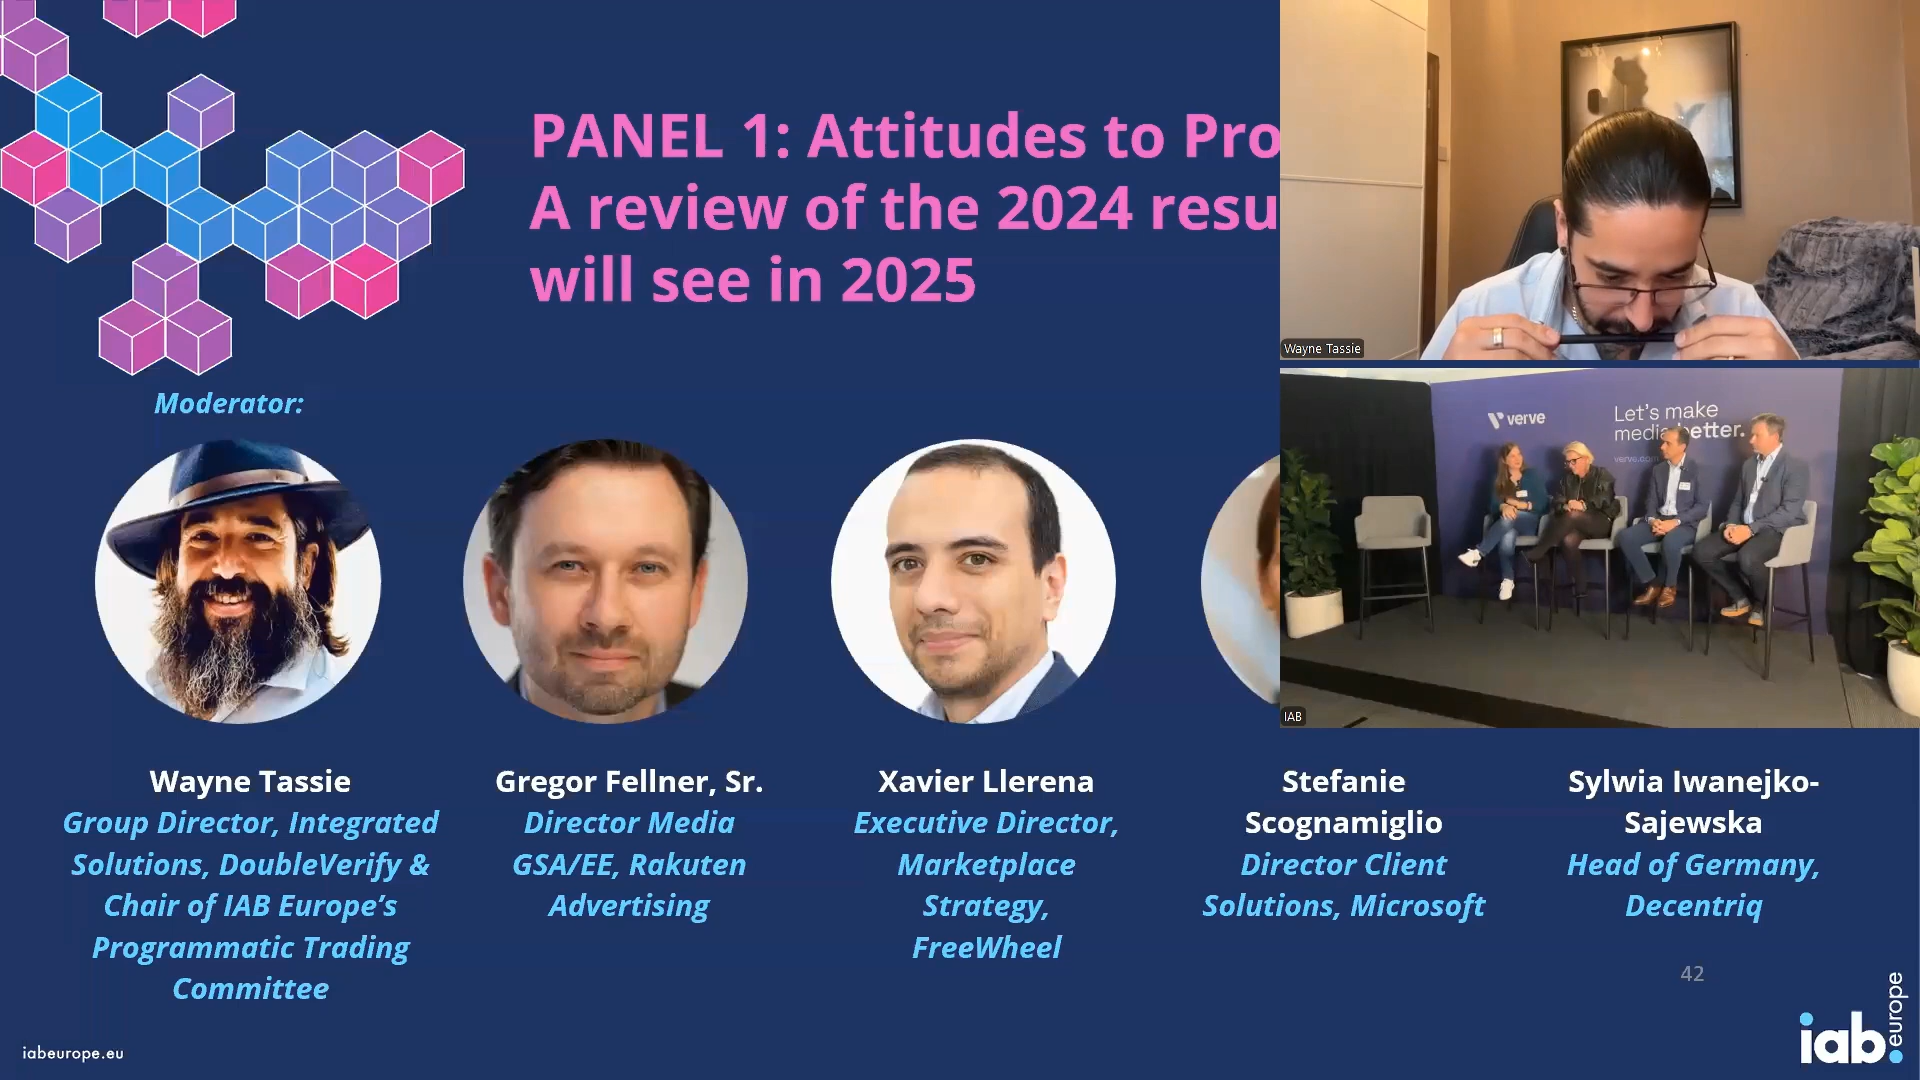 PANEL 1: Attitudes to Pro
A review of the 2024 resu
will see in 2025
Wayne Tassie
verve
Let's make
media better.
verve.com
IAB
Moderator:
Wayne Tassie
Group Director, Integrated
Solutions, DoubleVerify &
Chair of IAB Europe’s
Programmatic Trading
Committee
Gregor Fellner, Sr.
Director Media
GSA/EE, Rakuten
Advertising
Xavier Llerena
Executive Director,
Marketplace
Strategy,
FreeWheel
Stefanie
Scognamiglio
Director Client
Solutions, Microsoft
Sylwia Iwanejko-
Sajewska
Head of Germany,
Decentriq
42
iabeurope.eu
iab europe